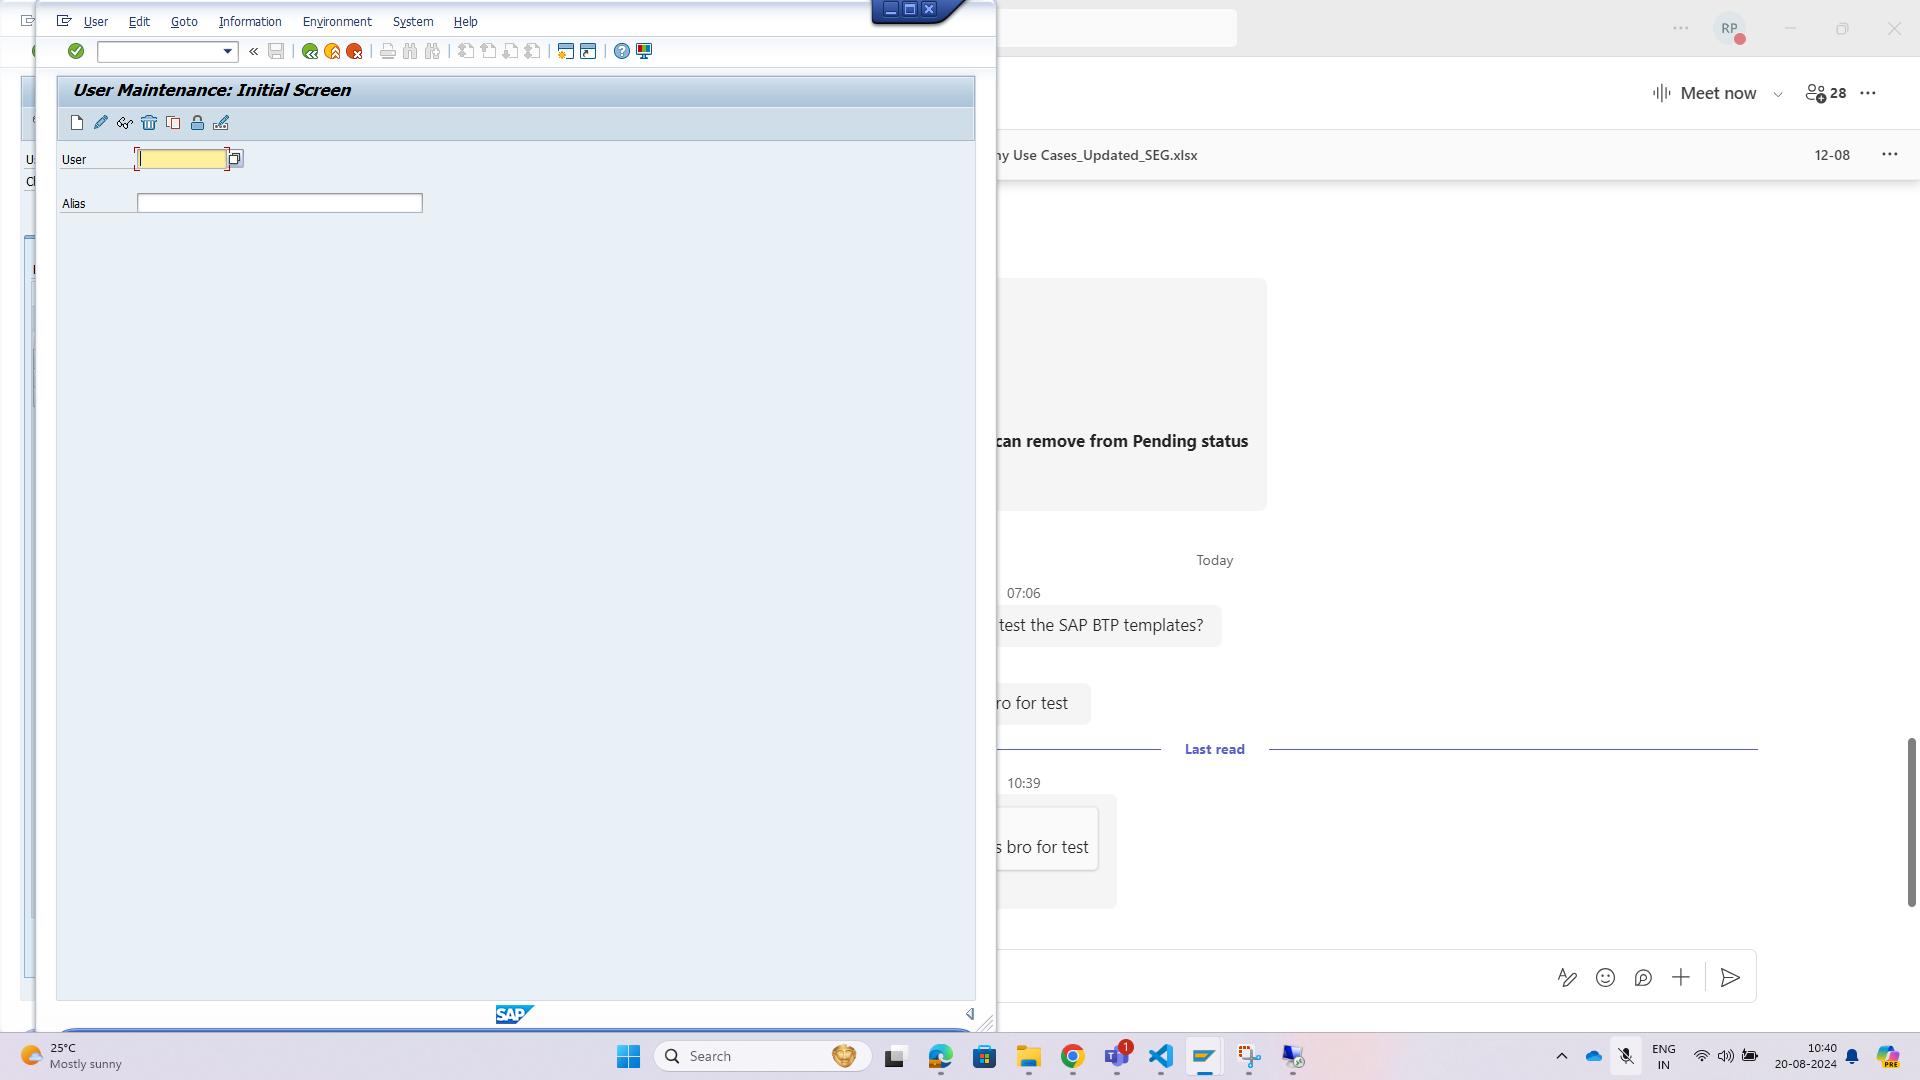 User Edit Goto Information Environment System Help
User Maintenance: Initial Screen
User
Alias
SAP
RP
Meet now
28
ny Use Cases_Updated_SEG.xlsx
12-08
can remove from Pending status
Today
07:06
test the SAP BTP templates?
ro for test
Last read
10:39
s bro for test
25°C
Mostly sunny
Search
1
ENG
IN
10:40
20-08-2024
PRE